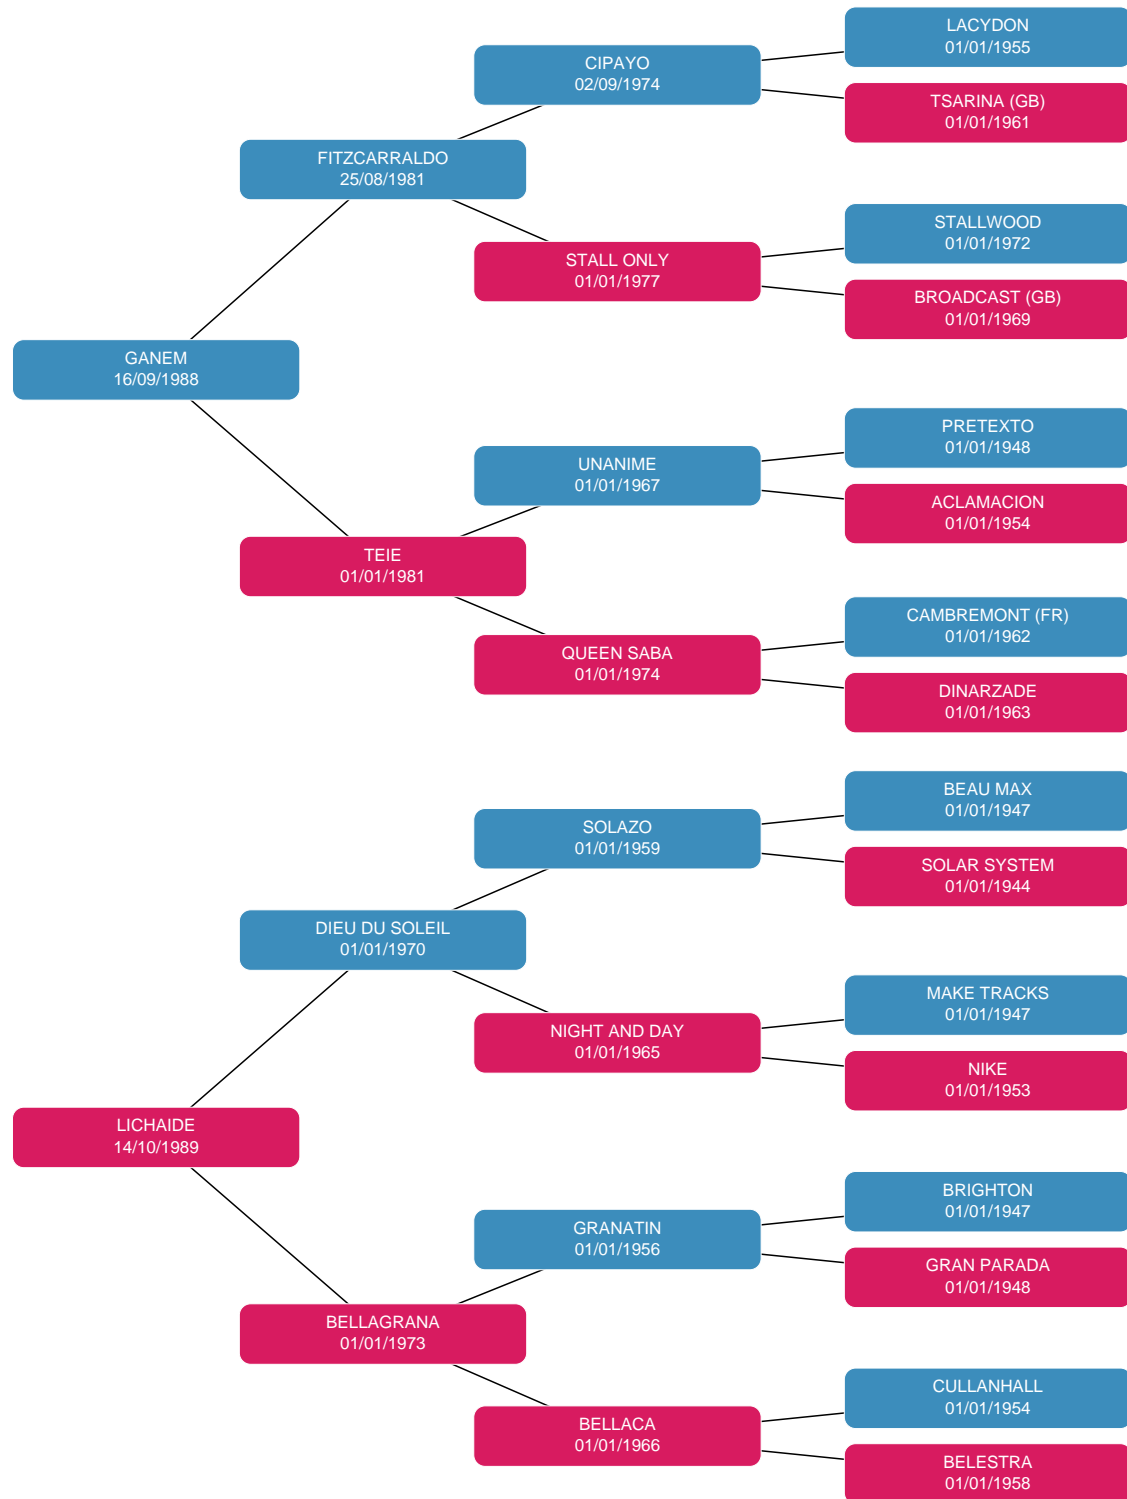 LACYDON
01/01/1955
CIPAYO
02/09/1974
TSARINA (GB)
01/01/1961
FITZCARRALDO
25/08/1981
STALLWOOD
01/01/1972
STALL ONLY
01/01/1977
BROADCAST (GB)
01/01/1969
GANEM
16/09/1988
PRETEXTO
01/01/1948
UNANIME
01/01/1967
ACLAMACION
01/01/1954
TEIE
01/01/1981
CAMBREMONT (FR)
01/01/1962
QUEEN SABA
01/01/1974
DINARZADE
01/01/1963
BEAU MAX
01/01/1947
SOLAZO
01/01/1959
SOLAR SYSTEM
01/01/1944
DIEU DU SOLEIL
01/01/1970
MAKE TRACKS
01/01/1947
NIGHT AND DAY
01/01/1965
NIKE
01/01/1953
LICHAIDE
14/10/1989
BRIGHTON
01/01/1947
GRANATIN
01/01/1956
GRAN PARADA
01/01/1948
BELLAGRANA
01/01/1973
CULLANHALL
01/01/1954
BELLACA
01/01/1966
BELESTRA
01/01/1958